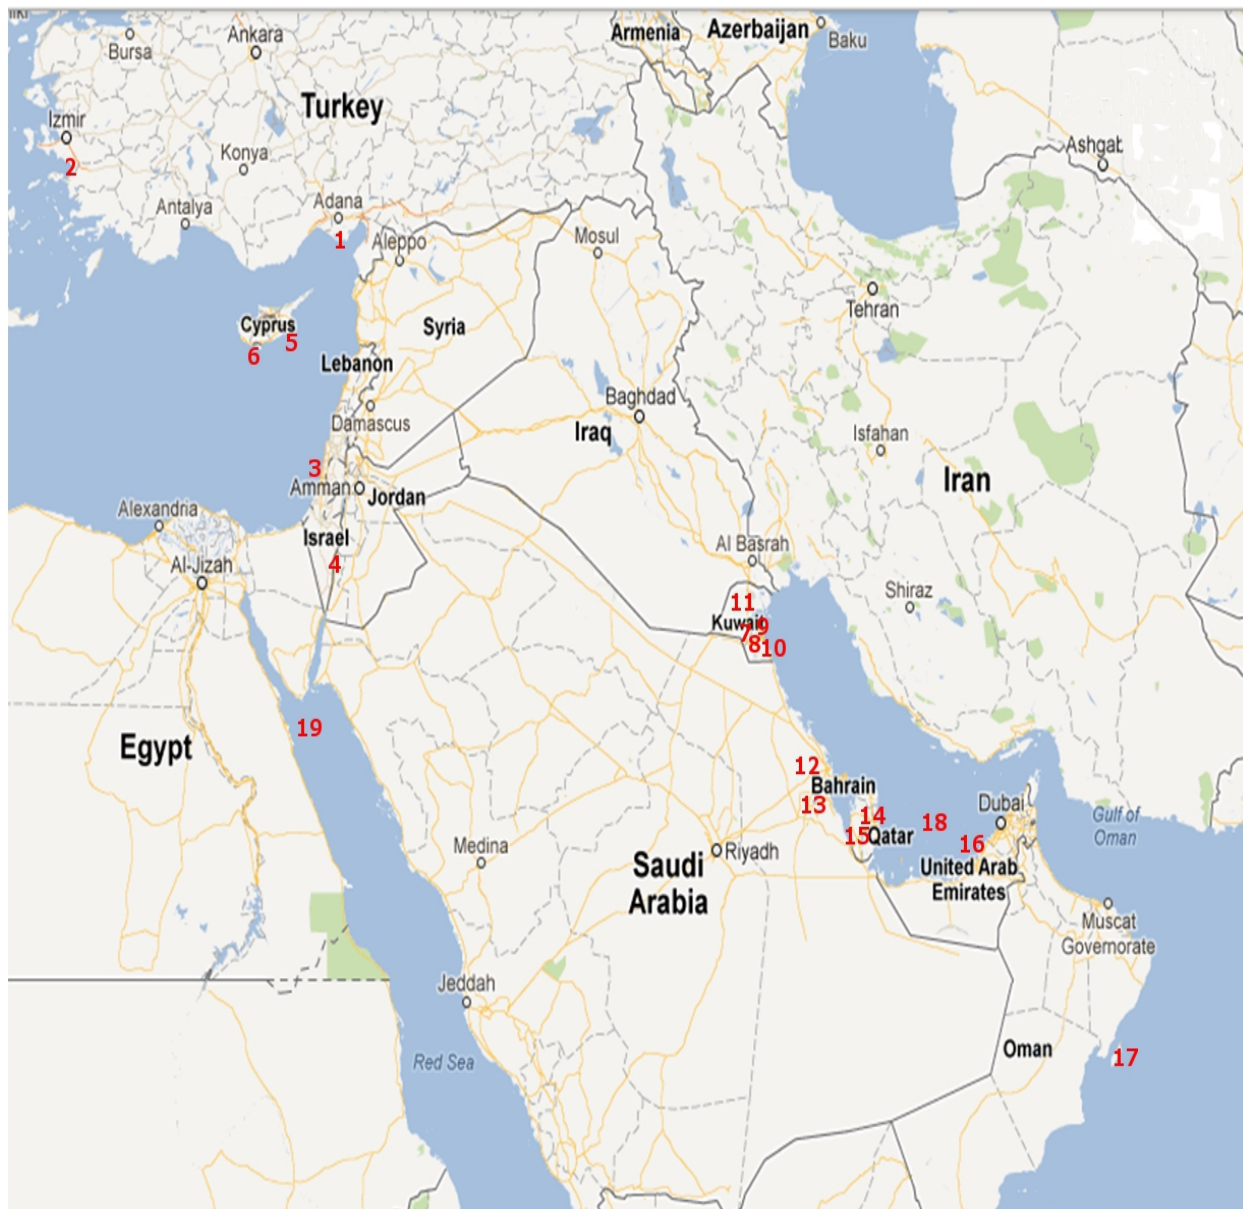 Armenia
Azerbaijan
Baku
Bursa
Ankara
Turkey
Izmir
2
Konya
Ashgat
Antalya
Adana
1
Aleppo
Mosul
Tehran
Cyprus
5
6
Syria
Lebanon
Baghdad
Damascus
Iraq
Isfahan
3
Amman
Jordan
Iran
Alexandria
Israel
4
Al-Jizah
Al Basrah
Shiraz
11
Kuwait
9
7
8
10
19
Egypt
12
Bahrain
13
14
15
Qatar
18
Dubai
16
Gulf of
Oman
United Arab
Emirates
Medina
Riyadh
Saudi
Arabia
Muscat
Governorate
Jeddah
Red Sea
Oman
17